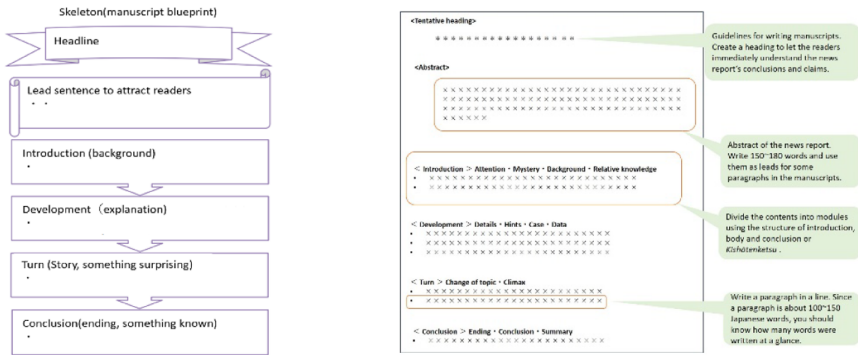 Skeleton(manuscript blueprint)
Headline
Lead sentence to attract readers
・ ・
Introduction (background)
・
Development（explanation)
・
Turn (Story, something surprising)
・
Conclusion(ending, something known)
・
<Tentative heading>
<Abstract>
× × × × × × × × × × × × × × × × × × × × × × × × × × × × × ×
× × × × × × × × × × × × × × × × × × × × × × × × × × × × × ×
× × × × × × × × × × × × × × × × × × × × × × × × × × × × × ×
× × × × × ×
< Introduction > Attention・Mystery・Background・Relative knowledge
• × × × × × × × × × × × × × × × × × × × × × × × × × ×
• × × × × × × × × × × × × × × × × × × × × × × × × × ×
< Development > Details・Hints・Case・Data
• × × × × × × × × × × × × × × × × × × × × × × ×
• × × × × × × × × × × × × × × × × × × × × × × ×
• × × × × × × × × × × × × × × × × × × × × × × ×
< Turn > Change of topic・Climax
• × × × × × × × × × × × × × × × × × × × × × ×
• × × × × × × × × × × × × × × × × × × × × × ×
< Conclusion > Ending・Conclusion・Summary
• × × × × × × × × × × × × × × × × × × × × × ×
Guidelines for writing manuscripts.
Create a heading to let the readers
immediately understand the news
report's conclusions and claims.
Abstract of the news report.
Write 150~180 words and use
them as leads for some
paragraphs in the manuscripts.
Divide the contents into modules
using the structure of introduction,
body and conclusion or
Kishōtenketsu .
Write a paragraph in a line. Since
a paragraph is about 100~150
Japanese words, you should
know how many words were
written at a glance.